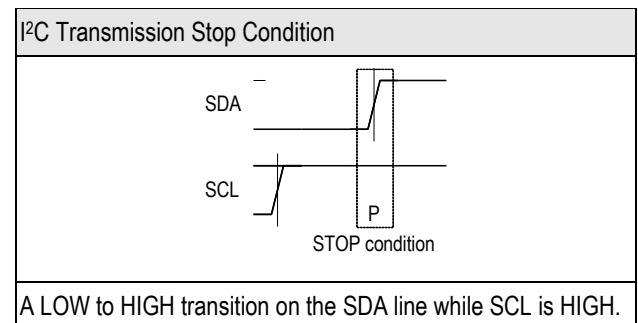 I²C Transmission Stop Condition
SDA
SCL
P
STOP condition
A LOW to HIGH transition on the SDA line while SCL is HIGH.